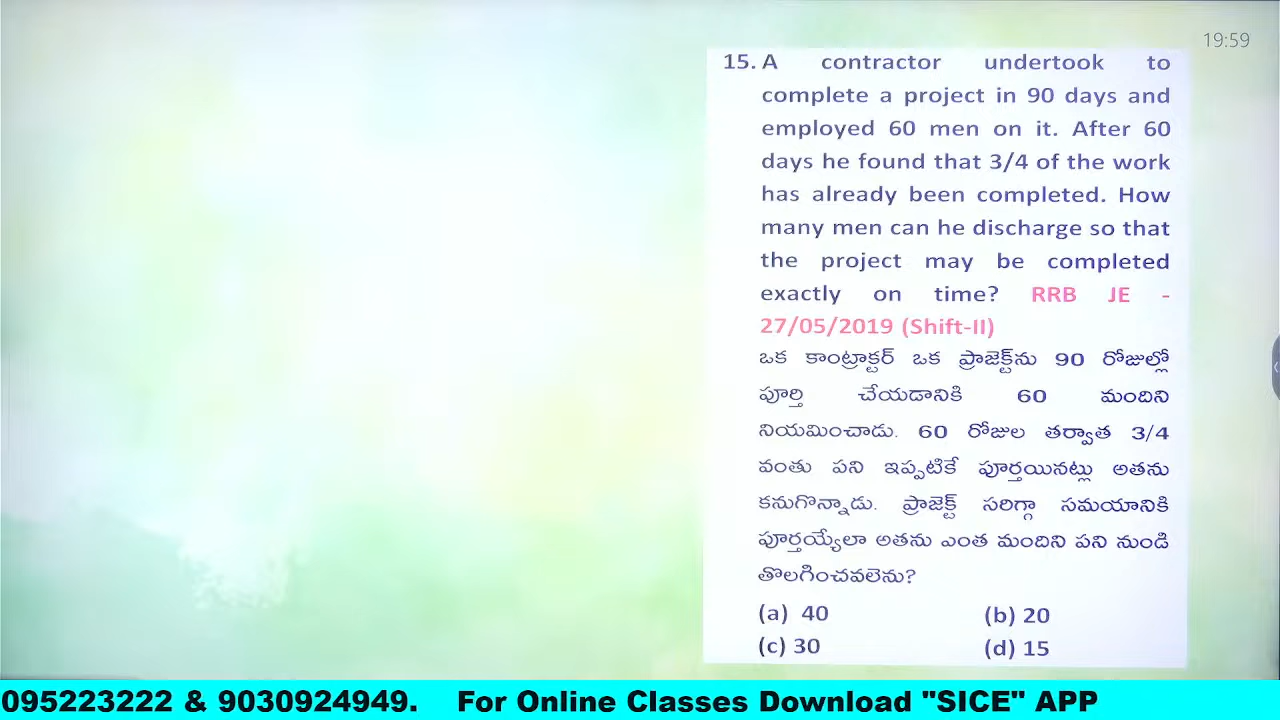 19:59
15. A contractor undertook to
complete a project in 90 days and
employed 60 men on it. After 60
days he found that 3/4 of the work
has already been completed. How
many men can he discharge so that
the project may be completed
exactly on time? RRB JE -
27/05/2019 (Shift-II)
ఒక కాంట్రాక్టర్ ఒక ప్రాజెక్ట్‌ను 90 రోజుల్లో
పూర్తి చేయడానికి 60 మందిని
నియమించాడు. 60 రోజుల తర్వాత 3/4
వంతు పని ఇప్పటికే పూర్తయినట్లు అతను
కనుగొన్నాడు. ప్రాజెక్ట్ సరిగ్గా సమయానికి
పూర్తయ్యేలా అతను ఎంత మందిని పని నుండి
తొలగించవలెను?
(a) 40 (b) 20
(c) 30 (d) 15
095223222 & 9030924949. For Online Classes Download "SICE" APP